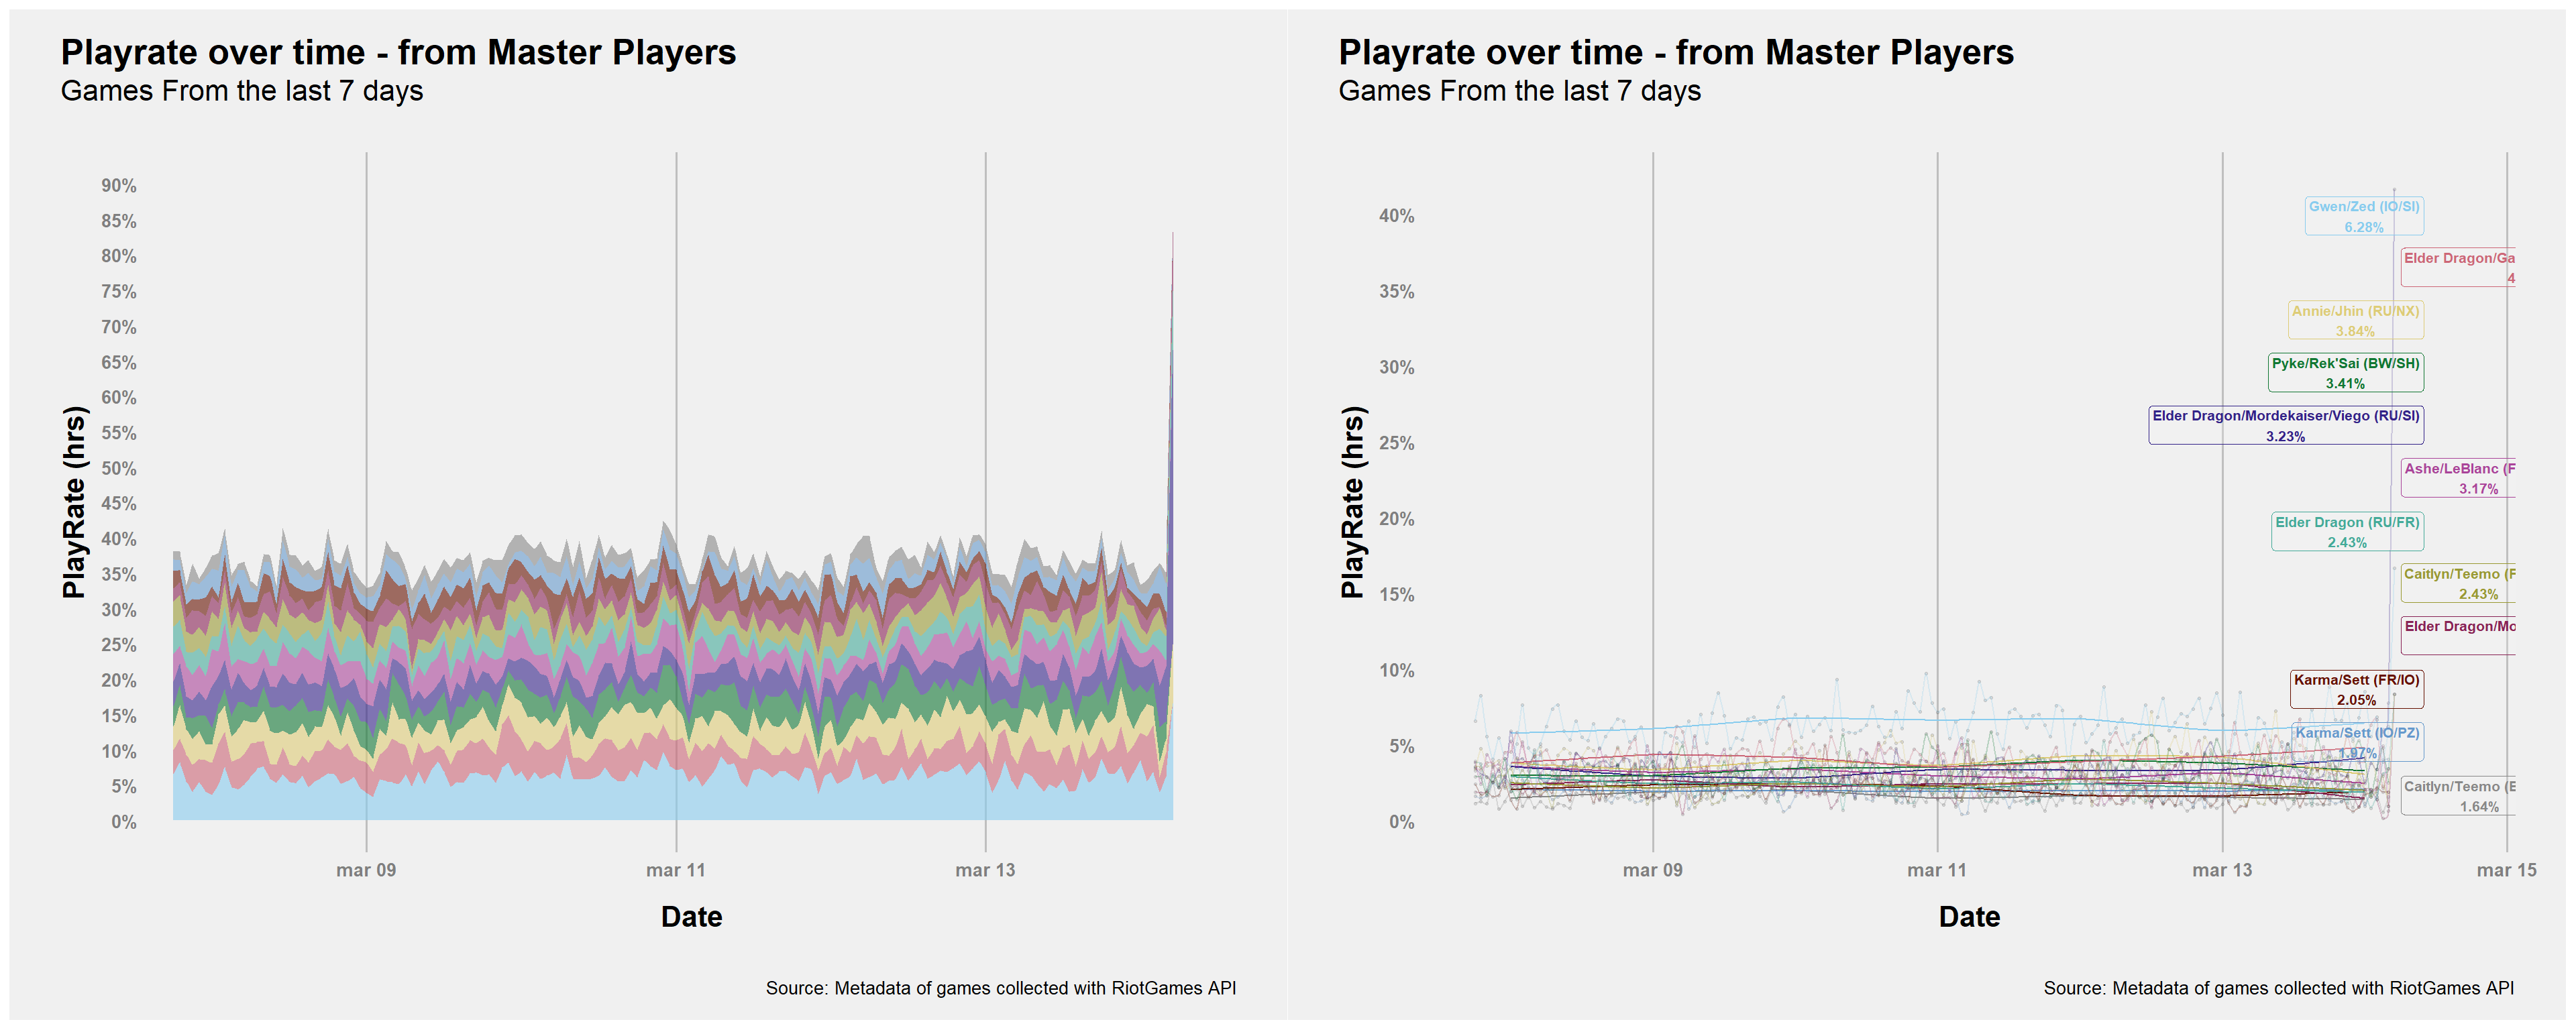 Playrate over time - from Master Players
Games From the last 7 days
PlayRate (hrs)
90%
85%
80%
75%
70%
65%
60%
55%
50%
45%
40%
35%
30%
25%
20%
15%
10%
5%
0%
mar 09
mar 11
mar 13
Date
Source: Metadata of games collected with RiotGames API
Playrate over time - from Master Players
Games From the last 7 days
PlayRate (hrs)
40%
35%
30%
25%
20%
15%
10%
5%
0%
Gwen/Zed (IO/SI)
6.28%
Elder Dragon/Ga
4
Annie/Jhin (RU/NX)
3.84%
Pyke/Rek'Sai (BW/SH)
3.41%
Elder Dragon/Mordekaiser/Viego (RU/SI)
3.23%
Ashe/LeBlanc (F
3.17%
Elder Dragon (RU/FR)
2.43%
Caitlyn/Teemo (F
2.43%
Elder Dragon/Mo
Karma/Sett (FR/IO)
2.05%
Karma/Sett (IO/PZ)
1.97%
Caitlyn/Teemo (E
1.64%
mar 09
mar 11
mar 13
mar 15
Date
Source: Metadata of games collected with RiotGames API